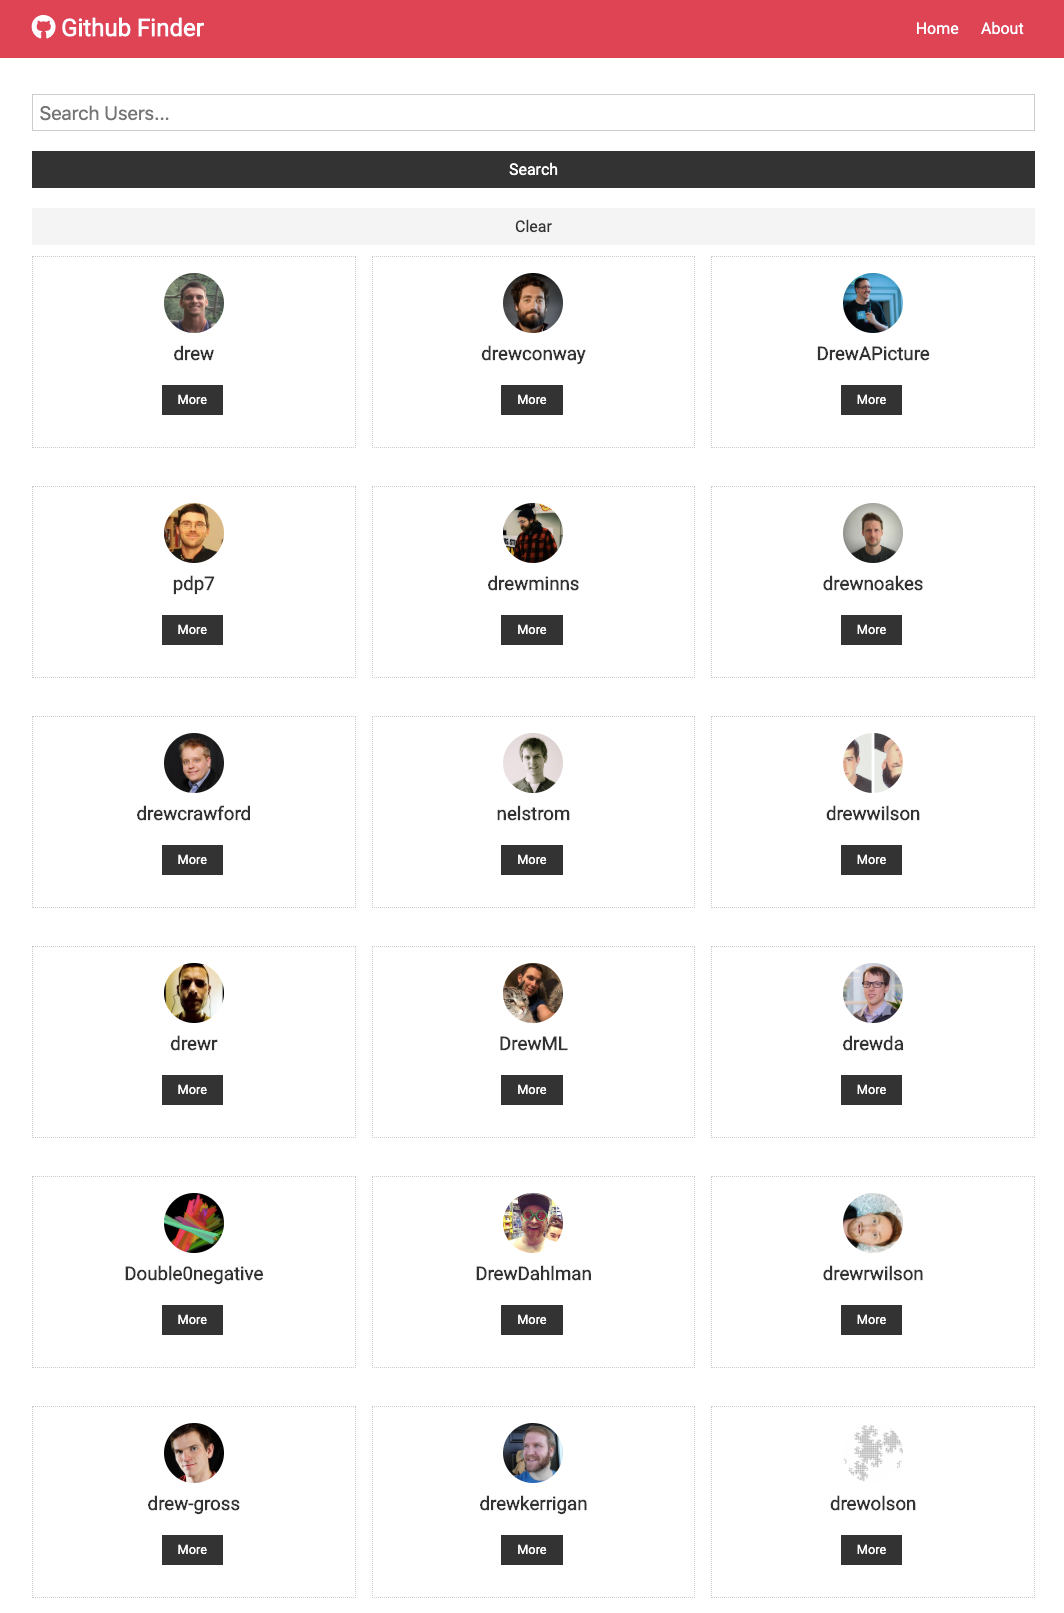 Github Finder
Home About
Search Users...
Search
Clear
drew drewconway DrewAPicture
More More More
pdp7 drewminns drewnoakes
More More More
drewcrawford nelstrom drewwilson
More More More
drewr DrewML drewda
More More More
Double0negative DrewDahlman drewrwilson
More More More
drew-gross drewkerrigan drewolson
More More More